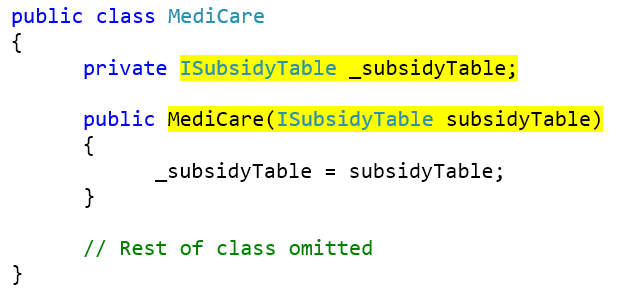 public class MediCare
{
private ISubsidyTable _subsidyTable;
public MediCare(ISubsidyTable subsidyTable)
{
_subsidyTable = subsidyTable;
}
// Rest of class omitted
}